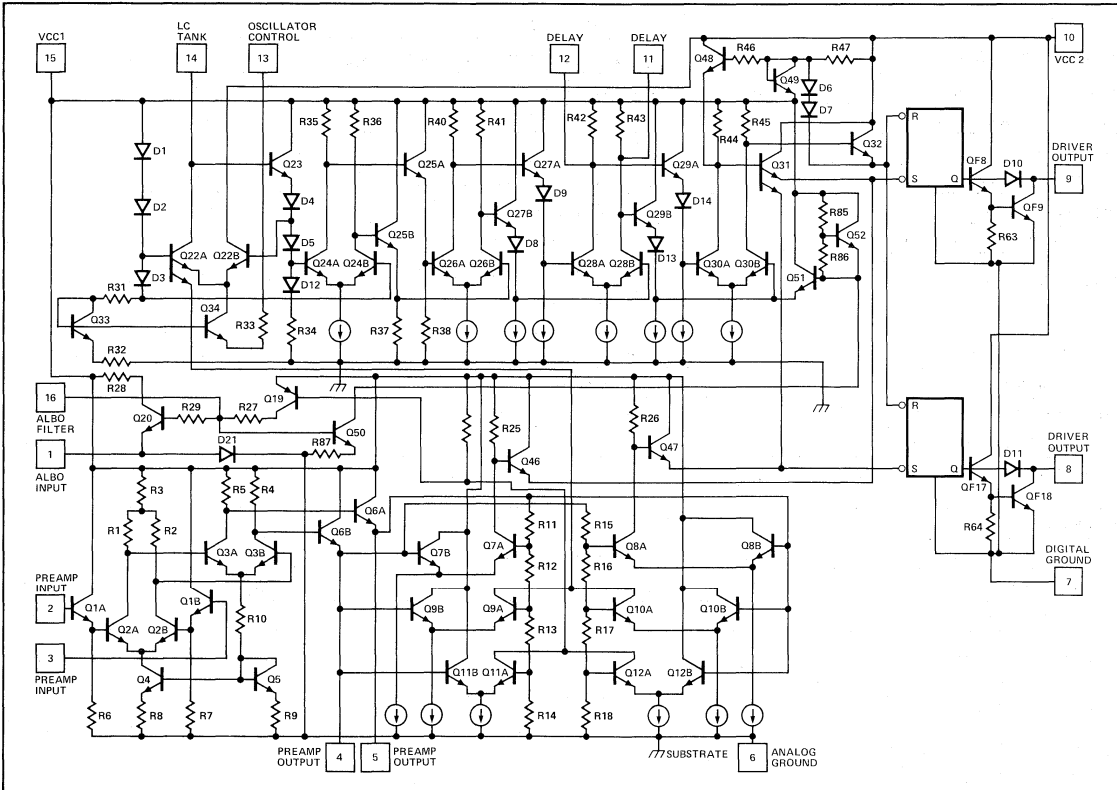 VCC1
15
LC
TANK
14
OSCILLATOR
CONTROL
13
DELAY
12
DELAY
11
10
VCC 2
Q48
R46
Q49
R47
D6
D7
R35
R36
R40
R41
R42
R43
R44
R45
D1
D2
D3
Q23
D4
D5
D12
Q22A
Q22B
Q24A
Q24B
Q25A
Q25B
Q26A
Q26B
Q27A
Q27B
D9
D8
Q28A
Q28B
Q29A
Q29B
D14
D13
Q30A
Q30B
Q31
Q32
R85
R86
Q52
Q51
R
S
Q
QF8
D10
QF9
R63
DRIVER
OUTPUT
9
R31
Q33
Q34
R33
R34
R37
R38
R32
R28
16
ALBO
FILTER
Q20
R29
R27
Q19
Q50
D21
R87
1
ALBO
INPUT
R25
Q46
R26
Q47
R
S
Q
QF17
D11
QF18
R64
DRIVER
OUTPUT
8
DIGITAL
GROUND
7
R3
R1
R2
R5
R4
Q3A
Q3B
Q6B
Q6A
PREAMP
INPUT
2
Q1A
Q2A
Q2B
Q1B
R10
3
PREAMP
INPUT
Q4
Q5
R6
R8
R7
R9
Q7B
Q7A
R11
R12
R15
R16
Q8A
Q8B
Q9B
Q9A
R13
R17
Q10A
Q10B
Q11B
Q11A
Q12A
Q12B
R14
R18
PREAMP
OUTPUT
4
5
PREAMP
OUTPUT
SUBSTRATE
6
ANALOG
GROUND